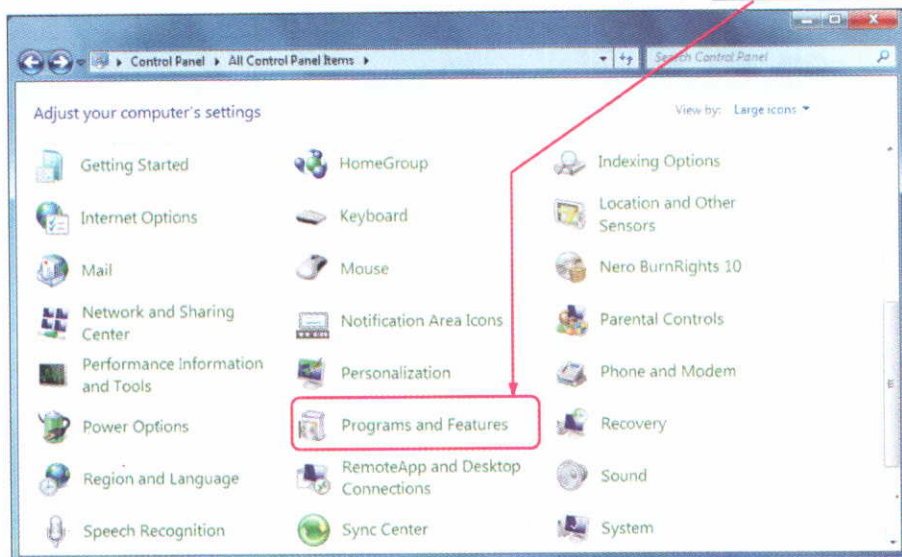 Control Panel ▸ All Control Panel Items ▸
Search Control Panel
Adjust your computer's settings
View by: Large icons
Getting Started
HomeGroup
Indexing Options
Internet Options
Keyboard
Location and Other
Sensors
Mail
Mouse
Nero BurnRights 10
Network and Sharing
Center
Notification Area Icons
Parental Controls
Performance Information
and Tools
Personalization
Phone and Modem
Power Options
Programs and Features
Recovery
Region and Language
RemoteApp and Desktop
Connections
Sound
Speech Recognition
Sync Center
System